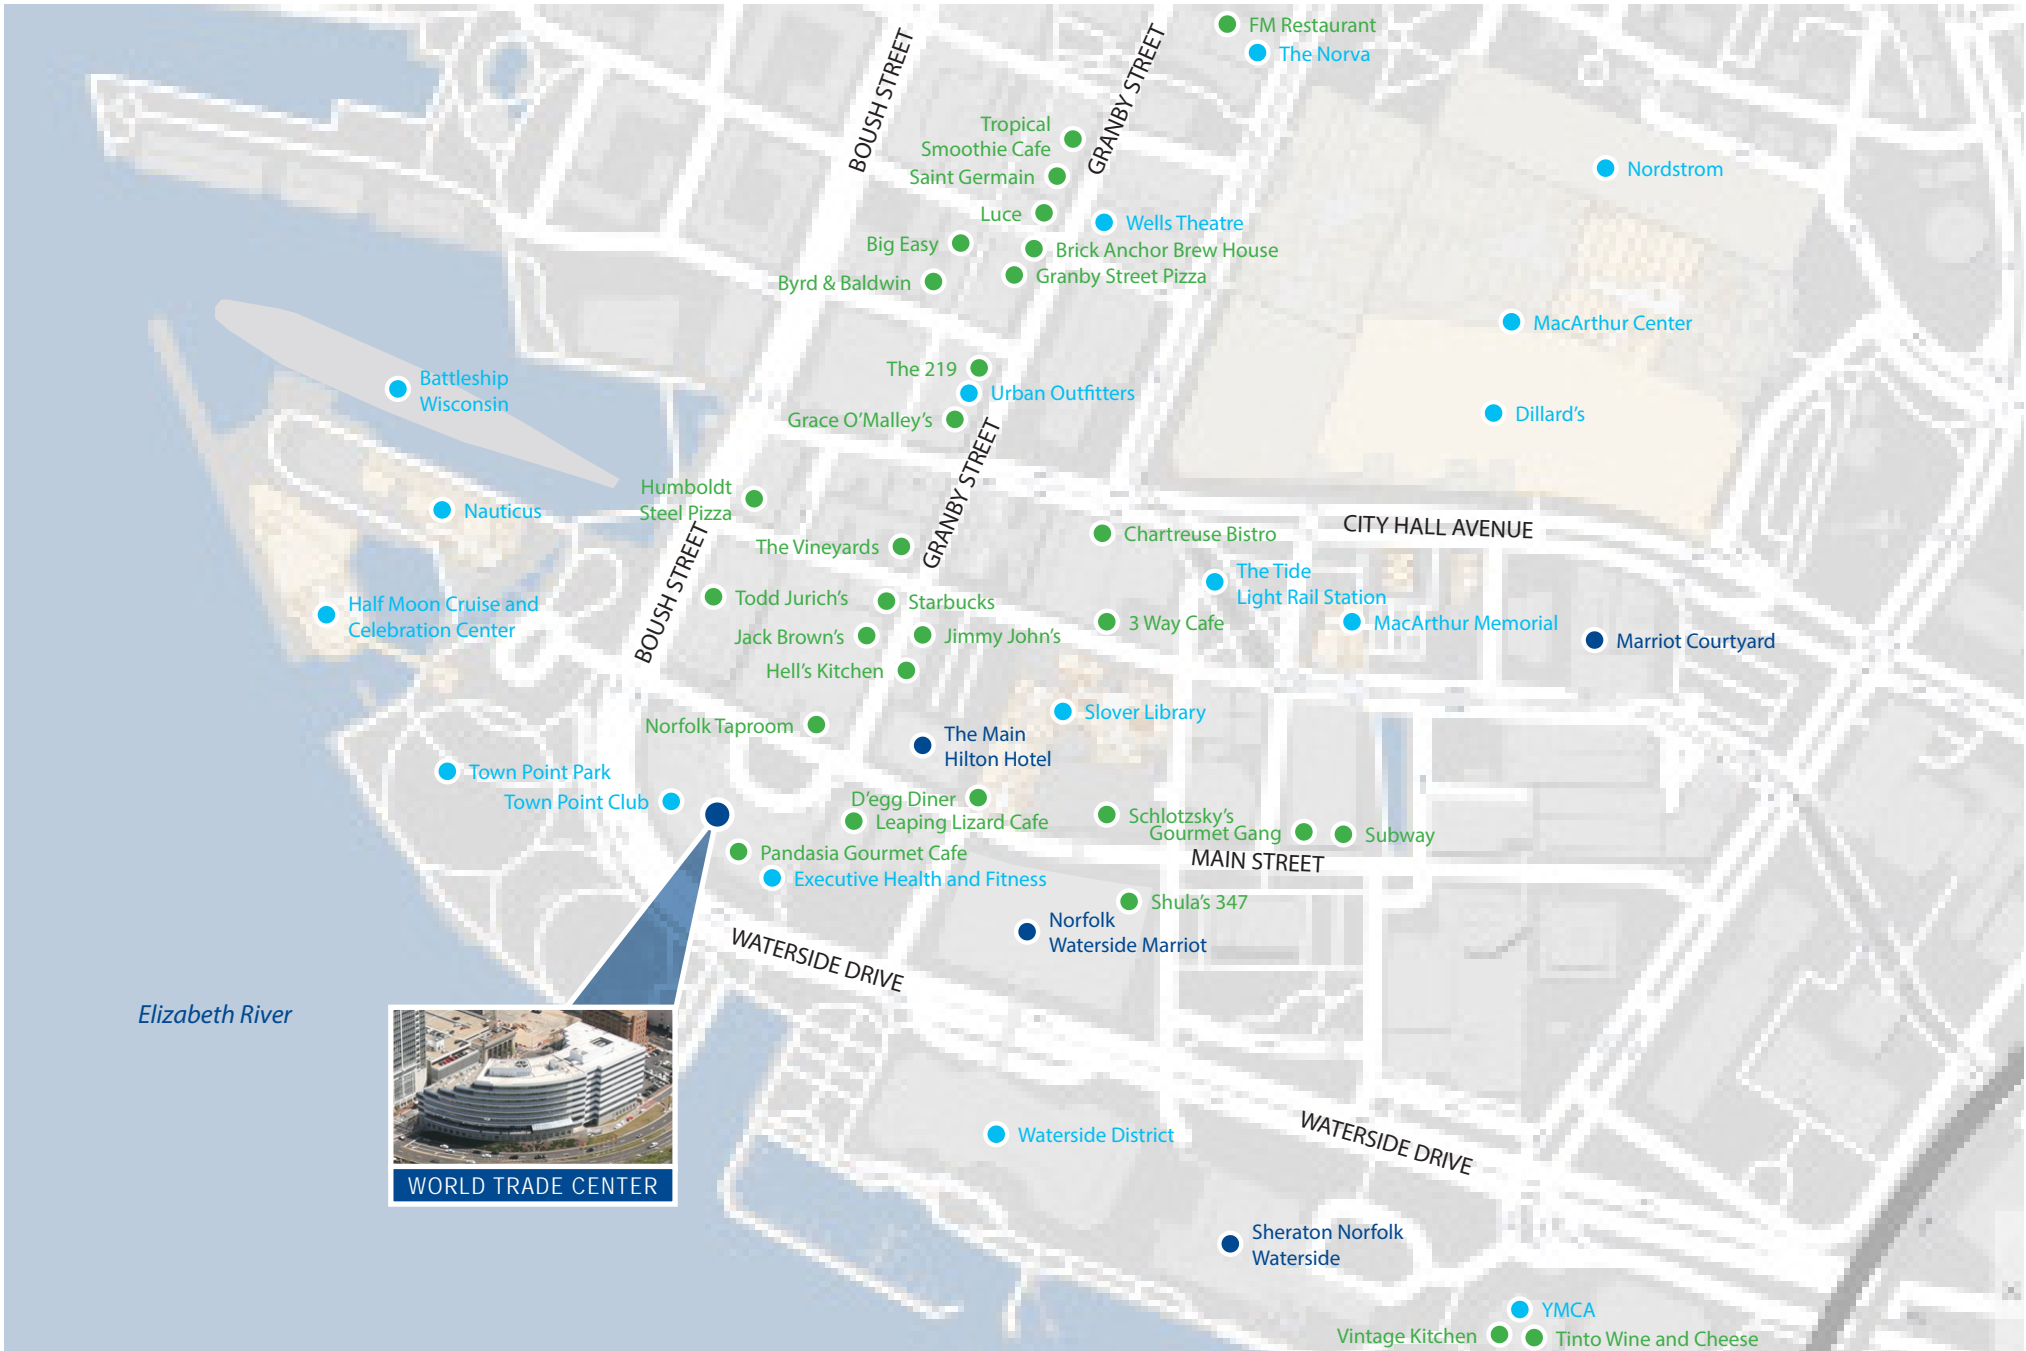 FM Restaurant
The Norva
BOUSH STREET
GRANBY STREET
Tropical
Smoothie Cafe
Saint Germain
Nordstrom
Luce
Wells Theatre
Big Easy
Brick Anchor Brew House
Byrd & Baldwin
Granby Street Pizza
MacArthur Center
The 219
Battleship
Wisconsin
Urban Outfitters
Grace O'Malley's
Dillard's
GRANBY STREET
Humboldt
Steel Pizza
Nauticus
CITY HALL AVENUE
Chartreuse Bistro
The Vineyards
BOUSH STREET
The Tide
Light Rail Station
Todd Jurich's
Starbucks
Half Moon Cruise and
Celebration Center
3 Way Cafe
MacArthur Memorial
Jack Brown's
Jimmy John's
Marriot Courtyard
Hell's Kitchen
Slover Library
Norfolk Taproom
The Main
Hilton Hotel
Town Point Park
Town Point Club
D'egg Diner
Leaping Lizard Cafe
Schlotzsky's
Gourmet Gang
Subway
Pandasia Gourmet Cafe
MAIN STREET
Executive Health and Fitness
Shula's 347
Norfolk
Waterside Marriot
WATERSIDE DRIVE
Elizabeth River
Waterside District
WATERSIDE DRIVE
WORLD TRADE CENTER
Sheraton Norfolk
Waterside
YMCA
Vintage Kitchen
Tinto Wine and Cheese